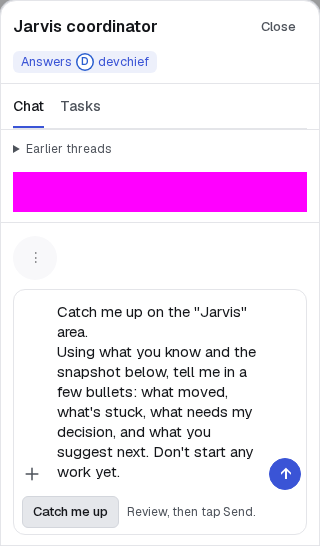 Jarvis coordinator
Close
Answers D devchief
Chat Tasks
Earlier threads
Catch me up on the "Jarvis"
area.
Using what you know and the
snapshot below, tell me in a
few bullets: what moved,
what's stuck, what needs my
decision, and what you
suggest next. Don't start any
work yet.
Catch me up Review, then tap Send.